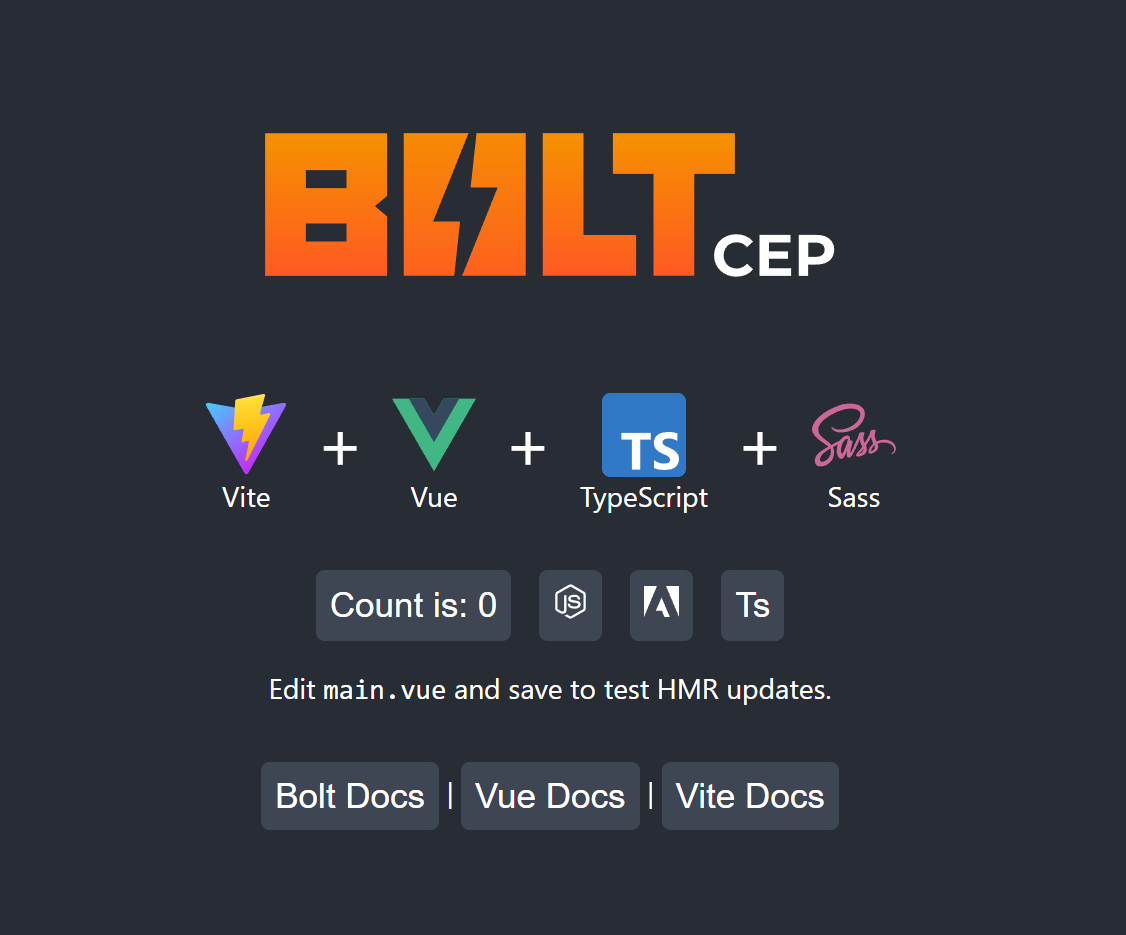 BOLT CEP
+ + +
TS Sass
Vite Vue TypeScript Sass
Count is: 0 JS Ts
Edit main.vue and save to test HMR updates.
Bolt Docs | Vue Docs | Vite Docs